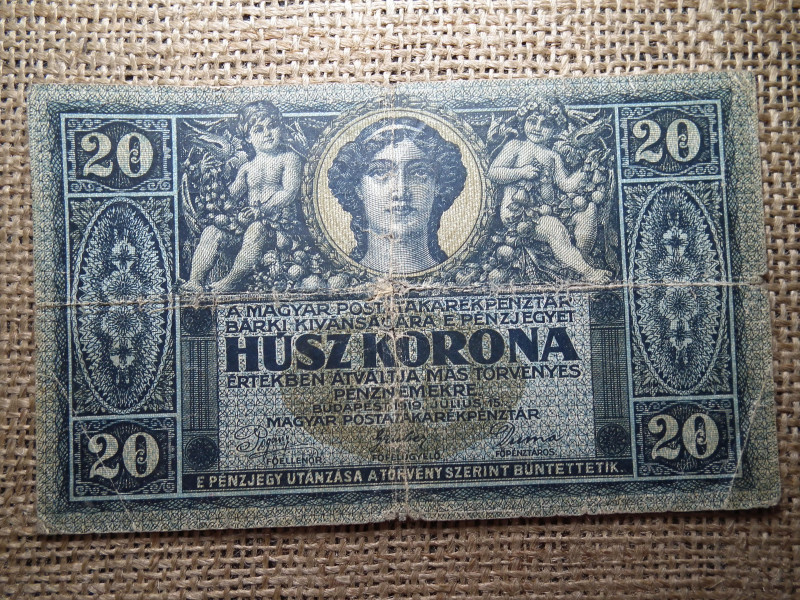 20 20
A MAGYAR POSTATAKARÉKPÉNZTÁR
BÁRKI KIVÁNSÁGÁRA E PÉNZJEGYET
HÚSZ KORONA
ÉRTÉKBEN ÁTVÁLTJA MÁS TÖRVÉNYES
PÉNZNEMEKRE
BUDAPEST 1919 JÚLIUS 15.
MAGYAR POSTATAKARÉKPÉNZTÁR
20 20
FŐELLENŐR FŐFELÜGYELŐ FŐPÉNZTÁROS
E PÉNZJEGY UTÁNZÁSA A TÖRVÉNY SZERINT BÜNTETTETIK.